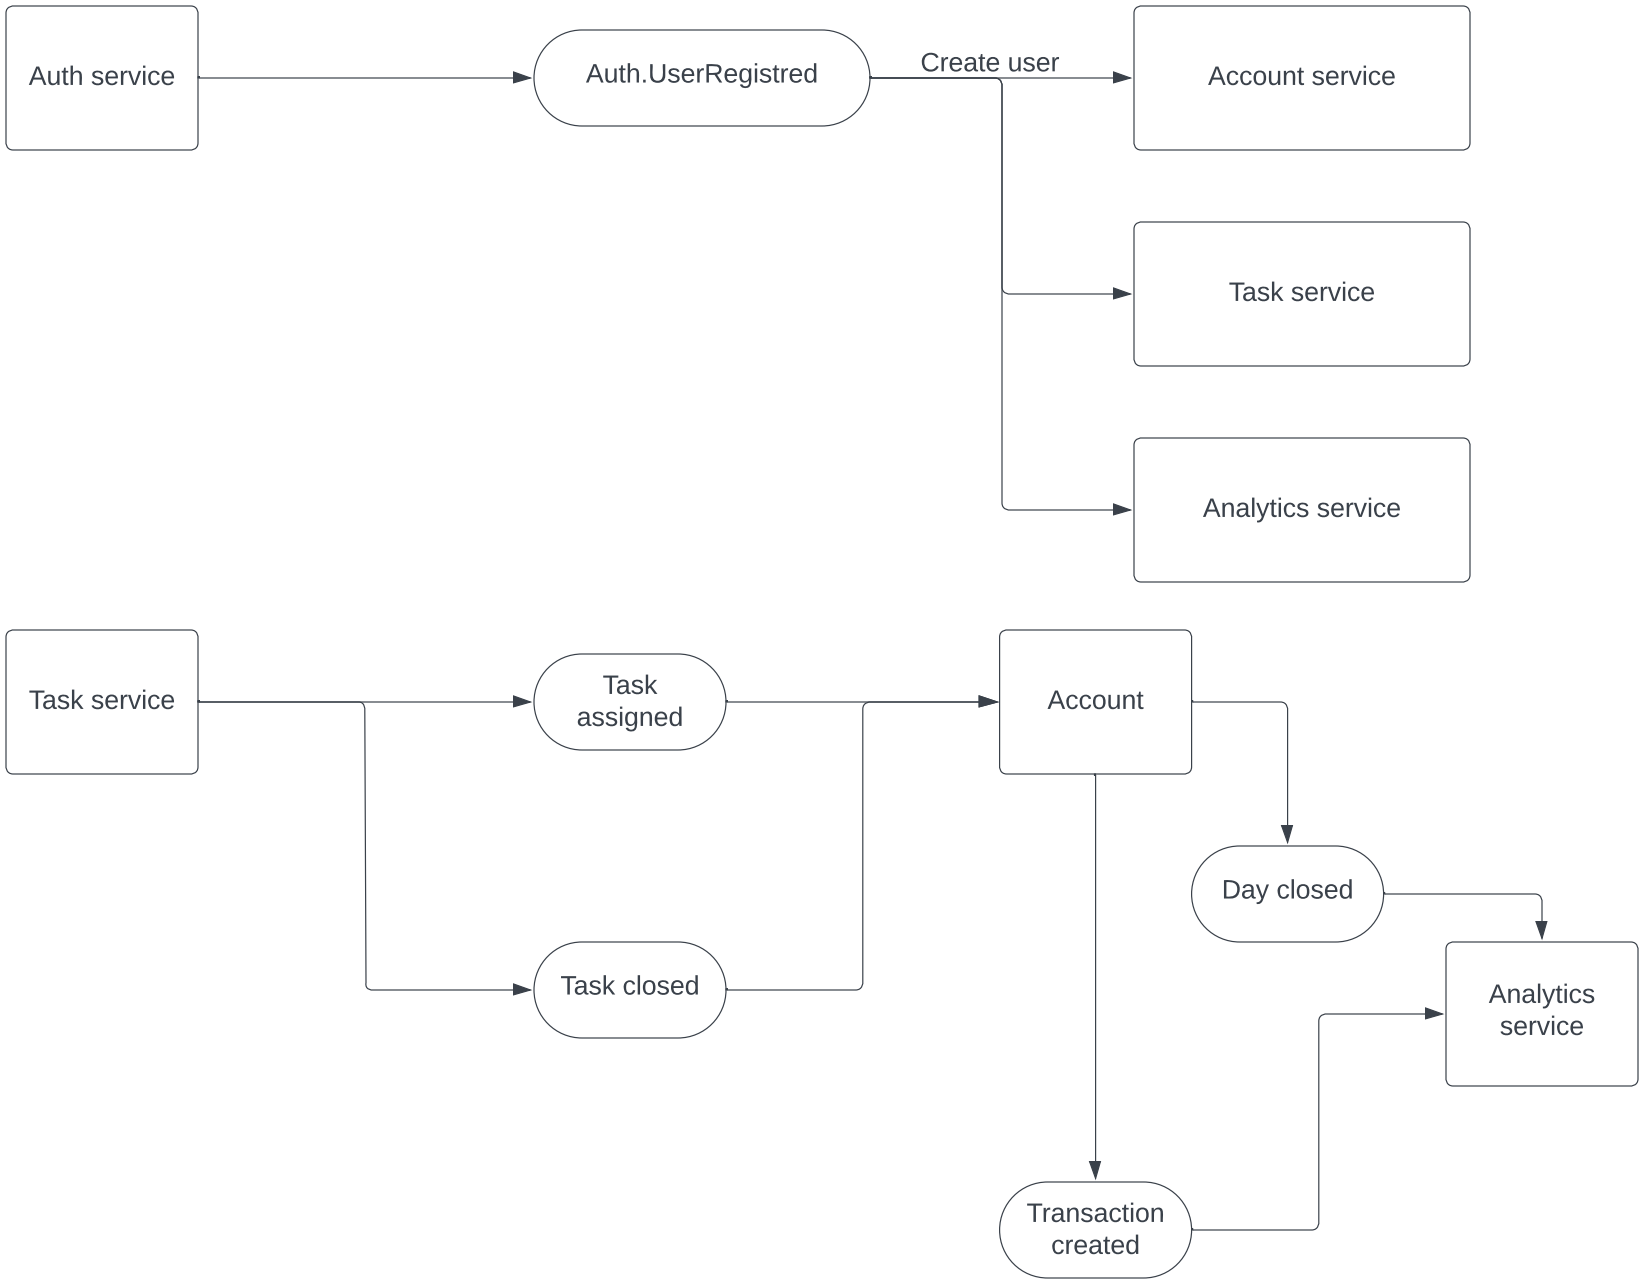 Auth service
Auth.UserRegistred
Create user
Account service
Task service
Analytics service
Task service
Task
assigned
Account
Day closed
Task closed
Analytics
service
Transaction
created